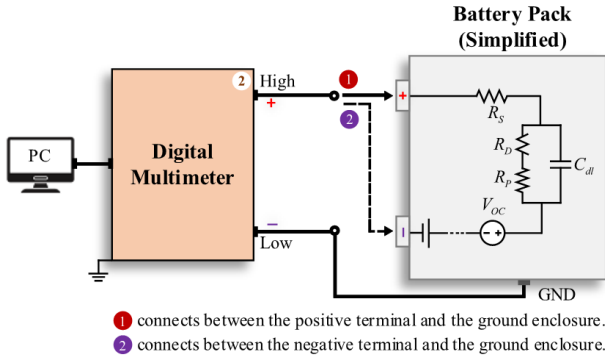 Battery Pack
(Simplified)
2
High
1
+
+
2
R_S
PC
Digital
Multimeter
R_D
C_dl
R_P
V_OC
−
−
- +
Low
GND
1 connects between the positive terminal and the ground enclosure.
2 connects between the negative terminal and the ground enclosure.